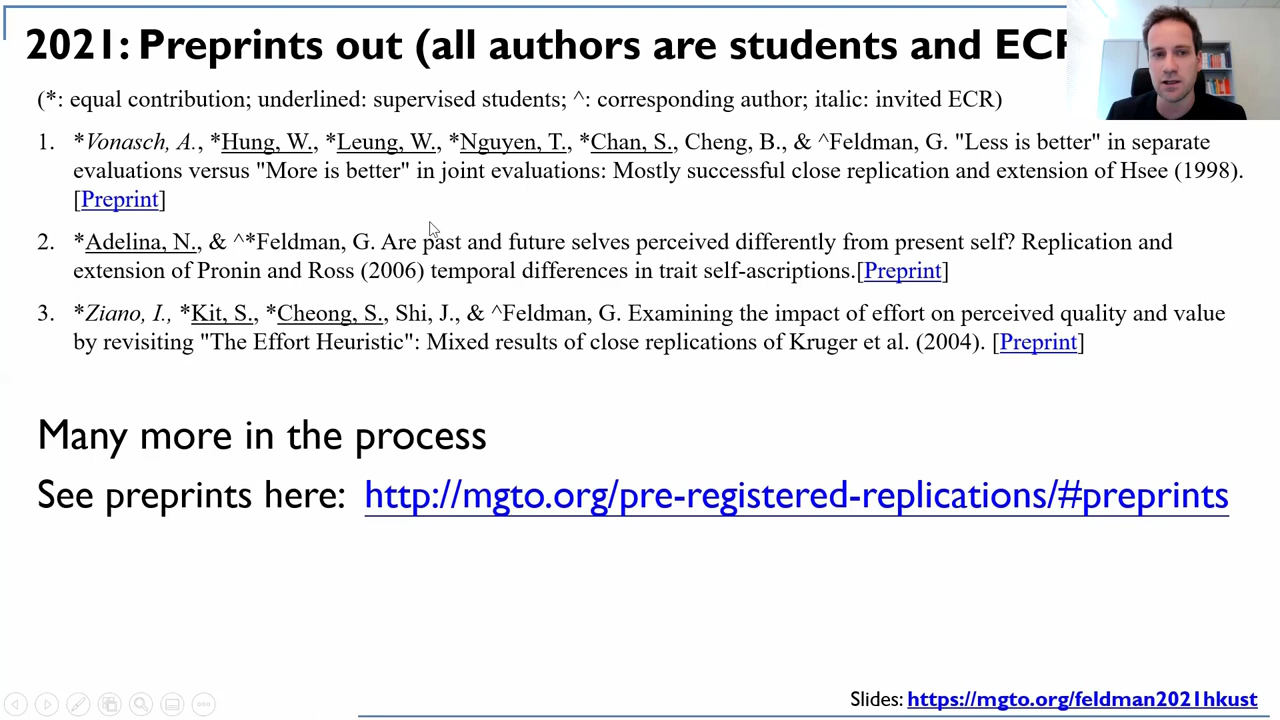 2021: Preprints out (all authors are students and ECR
(*: equal contribution; underlined: supervised students; ^: corresponding author; italic: invited ECR)
1. *Vonasch, A., *Hung, W., *Leung, W., *Nguyen, T., *Chan, S., Cheng, B., & ^Feldman, G. "Less is better" in separate
evaluations versus "More is better" in joint evaluations: Mostly successful close replication and extension of Hsee (1998).
[Preprint]
2. *Adelina, N., & ^*Feldman, G. Are past and future selves perceived differently from present self? Replication and
extension of Pronin and Ross (2006) temporal differences in trait self-ascriptions.[Preprint]
3. *Ziano, I., *Kit, S., *Cheong, S., Shi, J., & ^Feldman, G. Examining the impact of effort on perceived quality and value
by revisiting "The Effort Heuristic": Mixed results of close replications of Kruger et al. (2004). [Preprint]
Many more in the process
See preprints here: http://mgto.org/pre-registered-replications/#preprints
Slides: https://mgto.org/feldman2021hkust